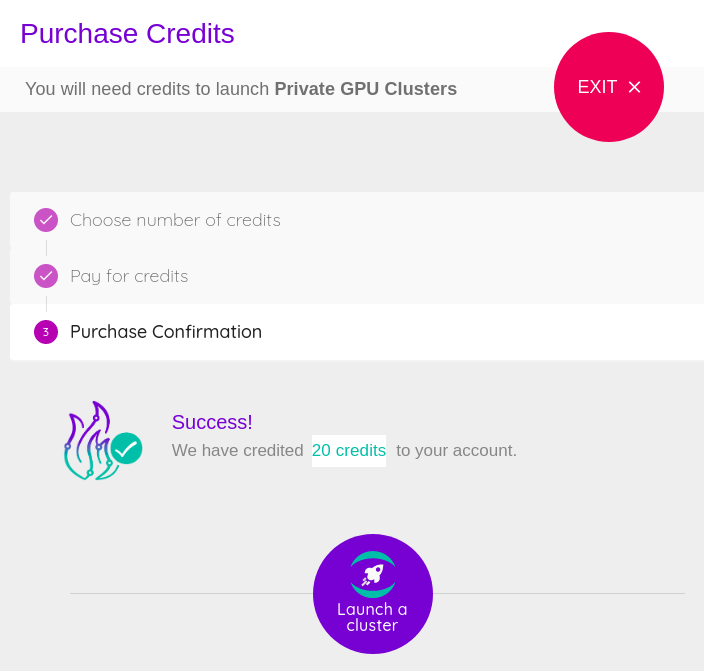 Purchase Credits
You will need credits to launch Private GPU Clusters
EXIT
Choose number of credits
Pay for credits
3 Purchase Confirmation
Success!
We have credited 20 credits to your account.
Launch a
cluster